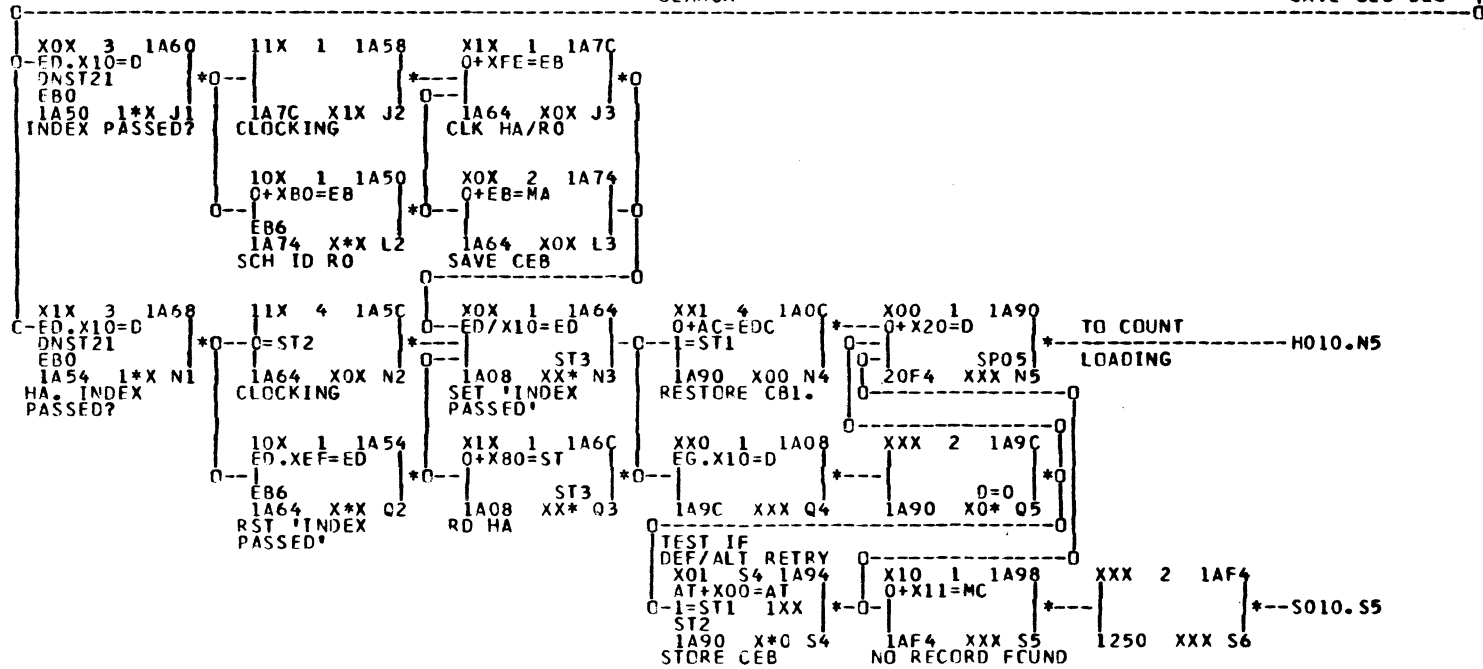 X0X 3 1A60 11X 1 1A58 X1X 1 1A7C
ED.X10=D 0+XFE=EB
DNST21
EB0
1A50 1*X J1 1A7C X1X J2 1A64 X0X J3
INDEX PASSED? CLOCKING CLK HA/R0
10X 1 1A50 X0X 2 1A74
0+XB0=EB 0+EB=MA
EB6
1A74 X*X L2 1A64 X0X L3
SCH ID R0 SAVE CEB
X1X 3 1A68 11X 4 1A5C X0X 1 1A64 XX1 4 1A0C X00 1 1A90
ED.X10=D ED/X10=ED 0+AC=EDC 0+X20=D TO COUNT
DNST21 0=ST2 1=ST1 H010.N5
EB0 ST3 SP05 LOADING
1A54 1*X N1 1A64 X0X N2 1A08 XX* N3 1A90 X00 N4 20F4 XXX N5
HA. INDEX CLOCKING SET 'INDEX RESTORE CB1.
PASSED? PASSED'
10X 1 1A54 X1X 1 1A6C XX0 1 1A08 XXX 2 1A9C
ED.XEF=ED 0+X80=ST EG.X10=D
EB6 ST3 D=0
1A64 X*X Q2 1A08 XX* Q3 1A9C XXX Q4 1A90 X0* Q5
RST 'INDEX RD HA
PASSED'
TEST IF
DEF/ALT RETRY
X01 S4 1A94 X10 1 1A98 XXX 2 1AF4
AT+X00=AT 0+X11=MC
1=ST1 1XX S010.S5
ST2
1A90 X*0 S4 1AF4 XXX S5 1250 XXX S6
STORE CEB NO RECORD FOUND